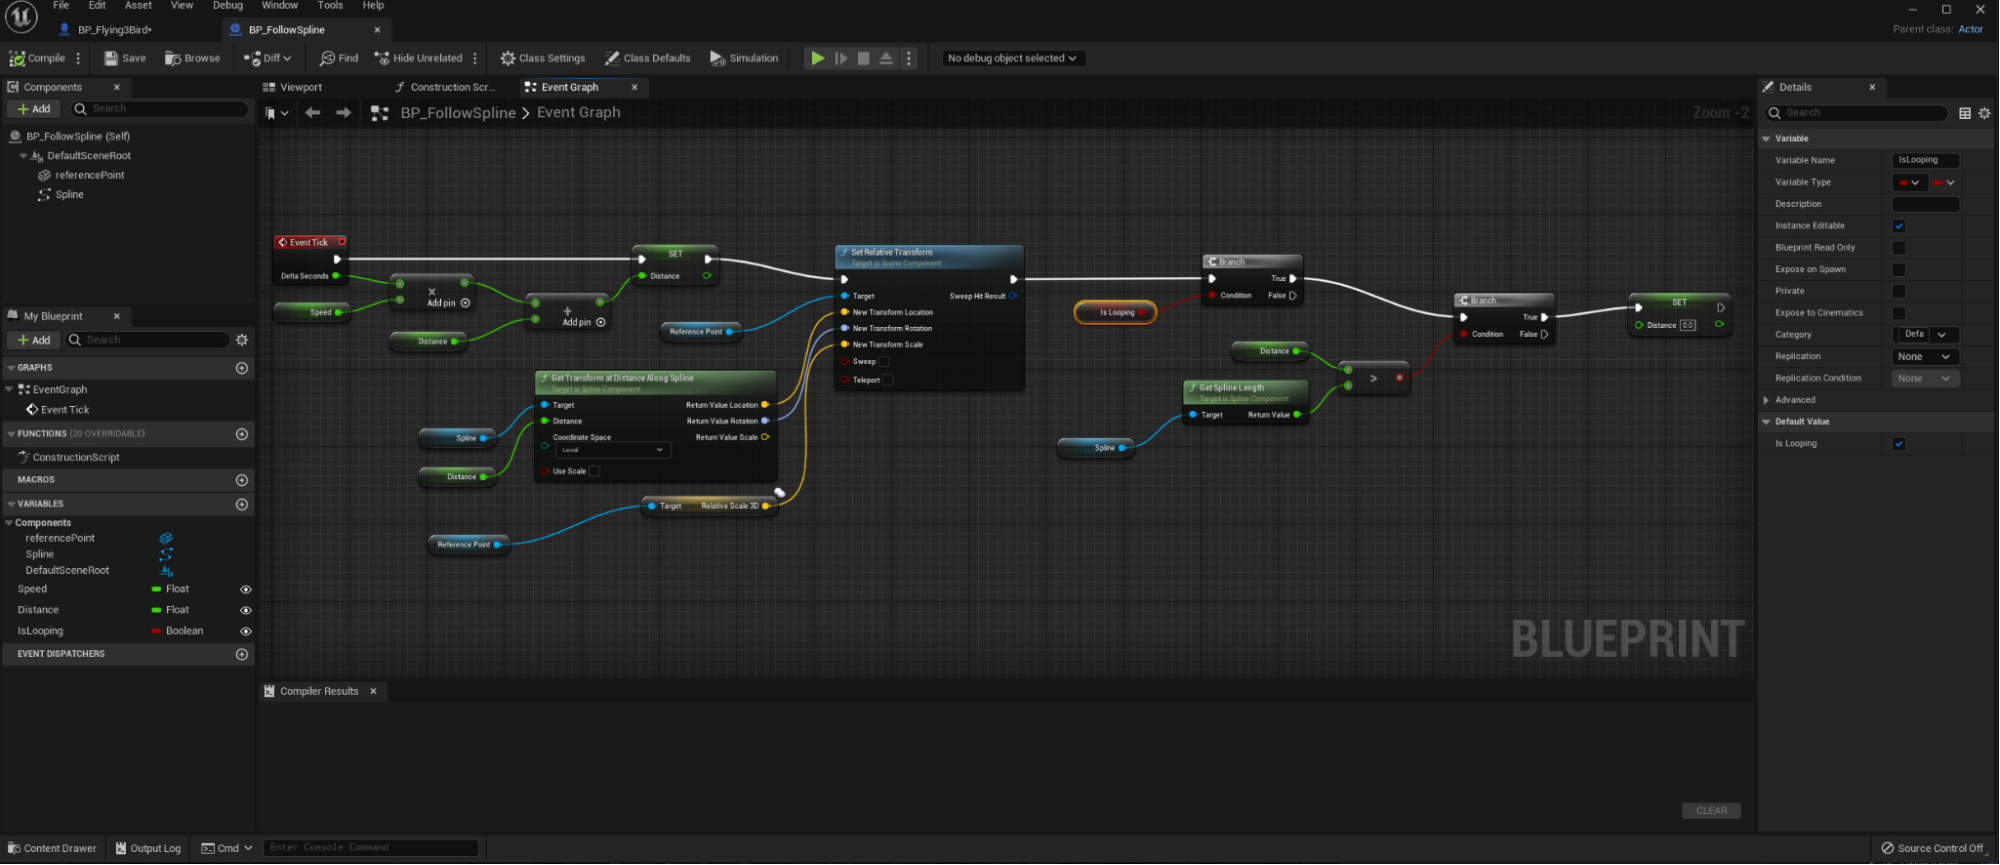 File Edit Asset View Debug Window Tools Help
BP_Flying3Bird*
BP_FollowSpline
Parent class: Actor
Compile
Save
Browse
Diff
Find
Hide Unrelated
Class Settings
Class Defaults
Simulation
No debug object selected
Components
Add
Search
BP_FollowSpline (Self)
DefaultSceneRoot
referencePoint
Spline
My Blueprint
Add
Search
GRAPHS
EventGraph
Event Tick
FUNCTIONS (20 OVERRIDABLE)
ConstructionScript
MACROS
VARIABLES
Components
referencePoint
Spline
DefaultSceneRoot
Speed Float
Distance Float
IsLooping Boolean
EVENT DISPATCHERS
Viewport
Construction Scr...
Event Graph
BP_FollowSpline > Event Graph
Zoom -2
Event Tick
Delta Seconds
Speed
Add pin
Distance
Add pin
SET
Distance
Reference Point
Set Relative Transform
Target is Scene Component
Target
Sweep Hit Result
New Transform Location
New Transform Rotation
New Transform Scale
Sweep
Teleport
Get Transform at Distance Along Spline
Target is Spline Component
Target
Return Value Location
Distance
Return Value Rotation
Coordinate Space
Return Value Scale
Local
Use Scale
Spline
Distance
Target
Relative Scale 3D
Reference Point
Is Looping
Branch
True
Condition
False
Distance
Get Spline Length
Target is Spline Component
Target
Return Value
Spline
>
Branch
True
Condition
False
SET
Distance 0.0
BLUEPRINT
Compiler Results
CLEAR
Details
Search
Variable
Variable Name IsLooping
Variable Type
Description
Instance Editable
Blueprint Read Only
Expose on Spawn
Private
Expose to Cinematics
Category Defa
Replication None
Replication Condition None
Advanced
Default Value
Is Looping
Content Drawer
Output Log
Cmd
Enter Console Command
Source Control Off